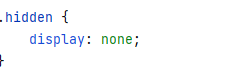 .hidden {
    display: none;
}